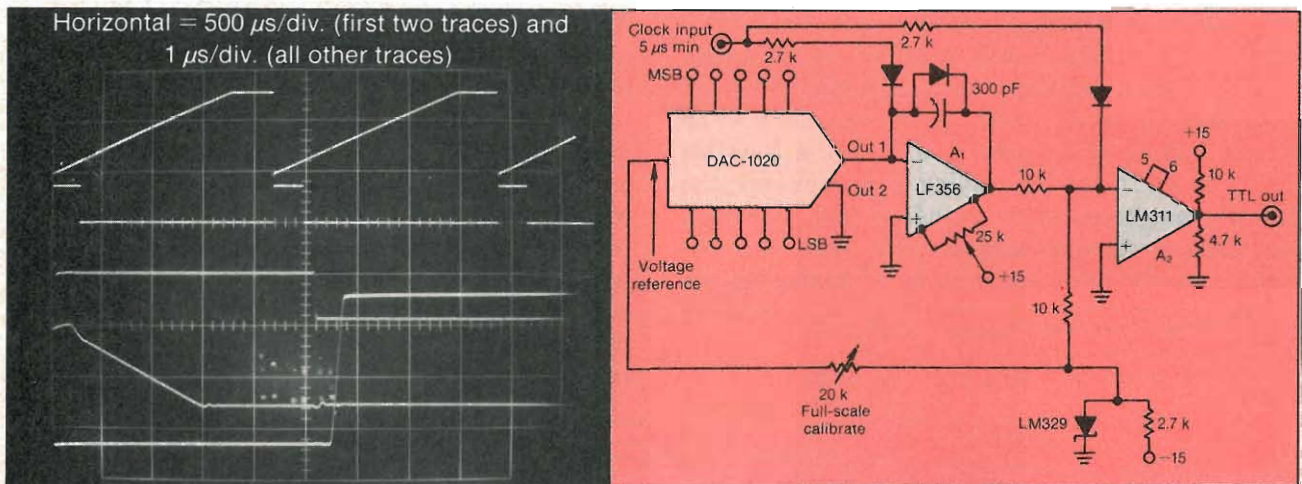 Horizontal = 500 μs/div. (first two traces) and
1 μs/div. (all other traces)
Clock input
5 μs min
2.7 k
2.7 k
MSB
300 pF
DAC-1020
Out 1
Out 2
A₁
LF356
10 k
25 k
+15
LSB
Voltage
reference
5
6
+15
10 k
TTL out
LM311
A₂
4.7 k
10 k
20 k
Full-scale
calibrate
LM329
2.7 k
−15